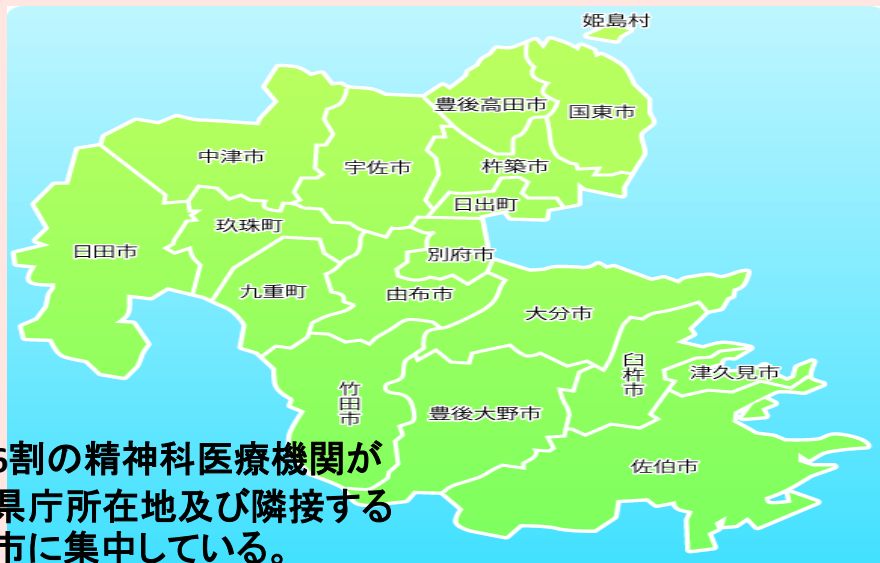 姫島村
豊後高田市
国東市
中津市
宇佐市
杵築市
日出町
玖珠町
日田市
別府市
九重町
由布市
大分市
臼杵市
津久見市
竹田市
豊後大野市
佐伯市
6割の精神科医療機関が
県庁所在地及び隣接する
市に集中している。